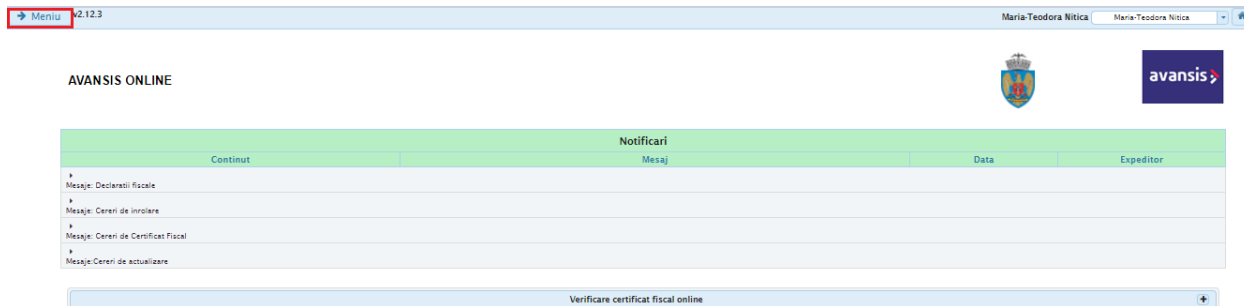 Meniu v2.12.3 Maria-Teodora Nitica Maria-Teodora Nitica
AVANSIS ONLINE avansis
Notificari
Continut Mesaj Data Expeditor
Mesaje: Declaratii fiscale
Mesaje: Cereri de inrolare
Mesaje: Cereri de Certificat Fiscal
Mesaje:Cereri de actualizare
Verificare certificat fiscal online